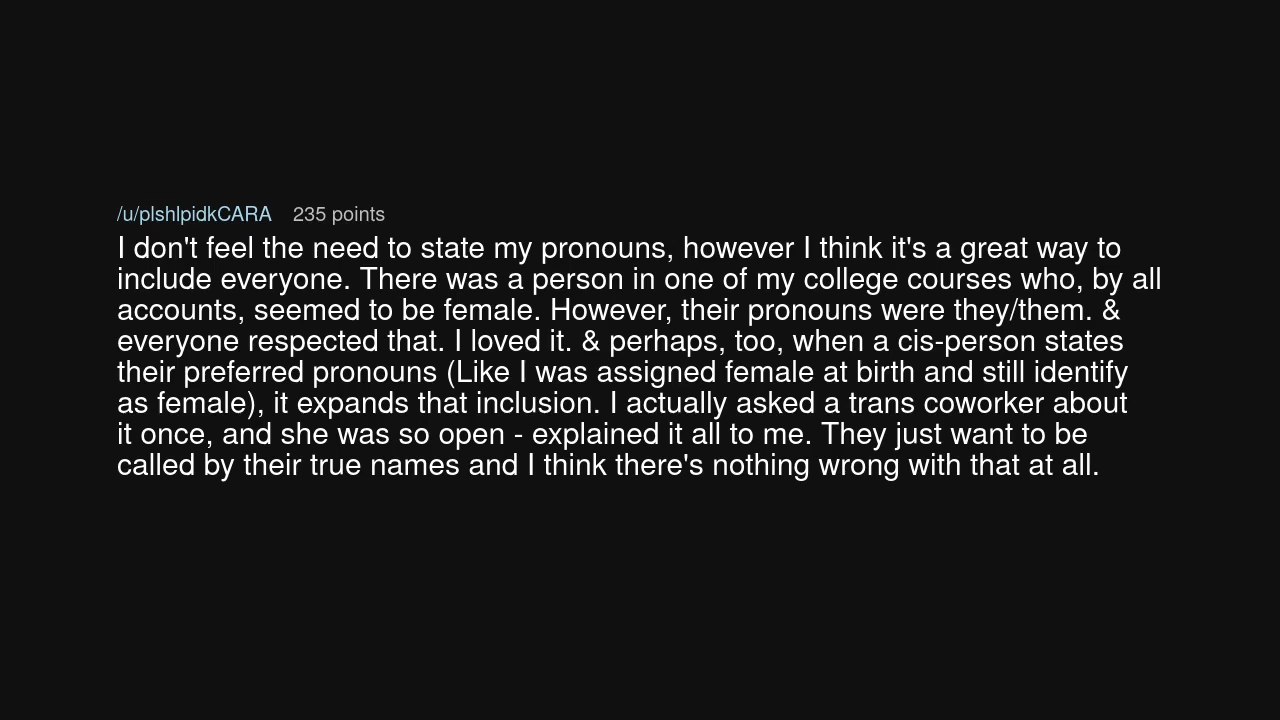 /u/plshlpidkCARA 235 points
I don't feel the need to state my pronouns, however I think it's a great way to
include everyone. There was a person in one of my college courses who, by all
accounts, seemed to be female. However, their pronouns were they/them. &
everyone respected that. I loved it. & perhaps, too, when a cis-person states
their preferred pronouns (Like I was assigned female at birth and still identify
as female), it expands that inclusion. I actually asked a trans coworker about
it once, and she was so open - explained it all to me. They just want to be
called by their true names and I think there's nothing wrong with that at all.